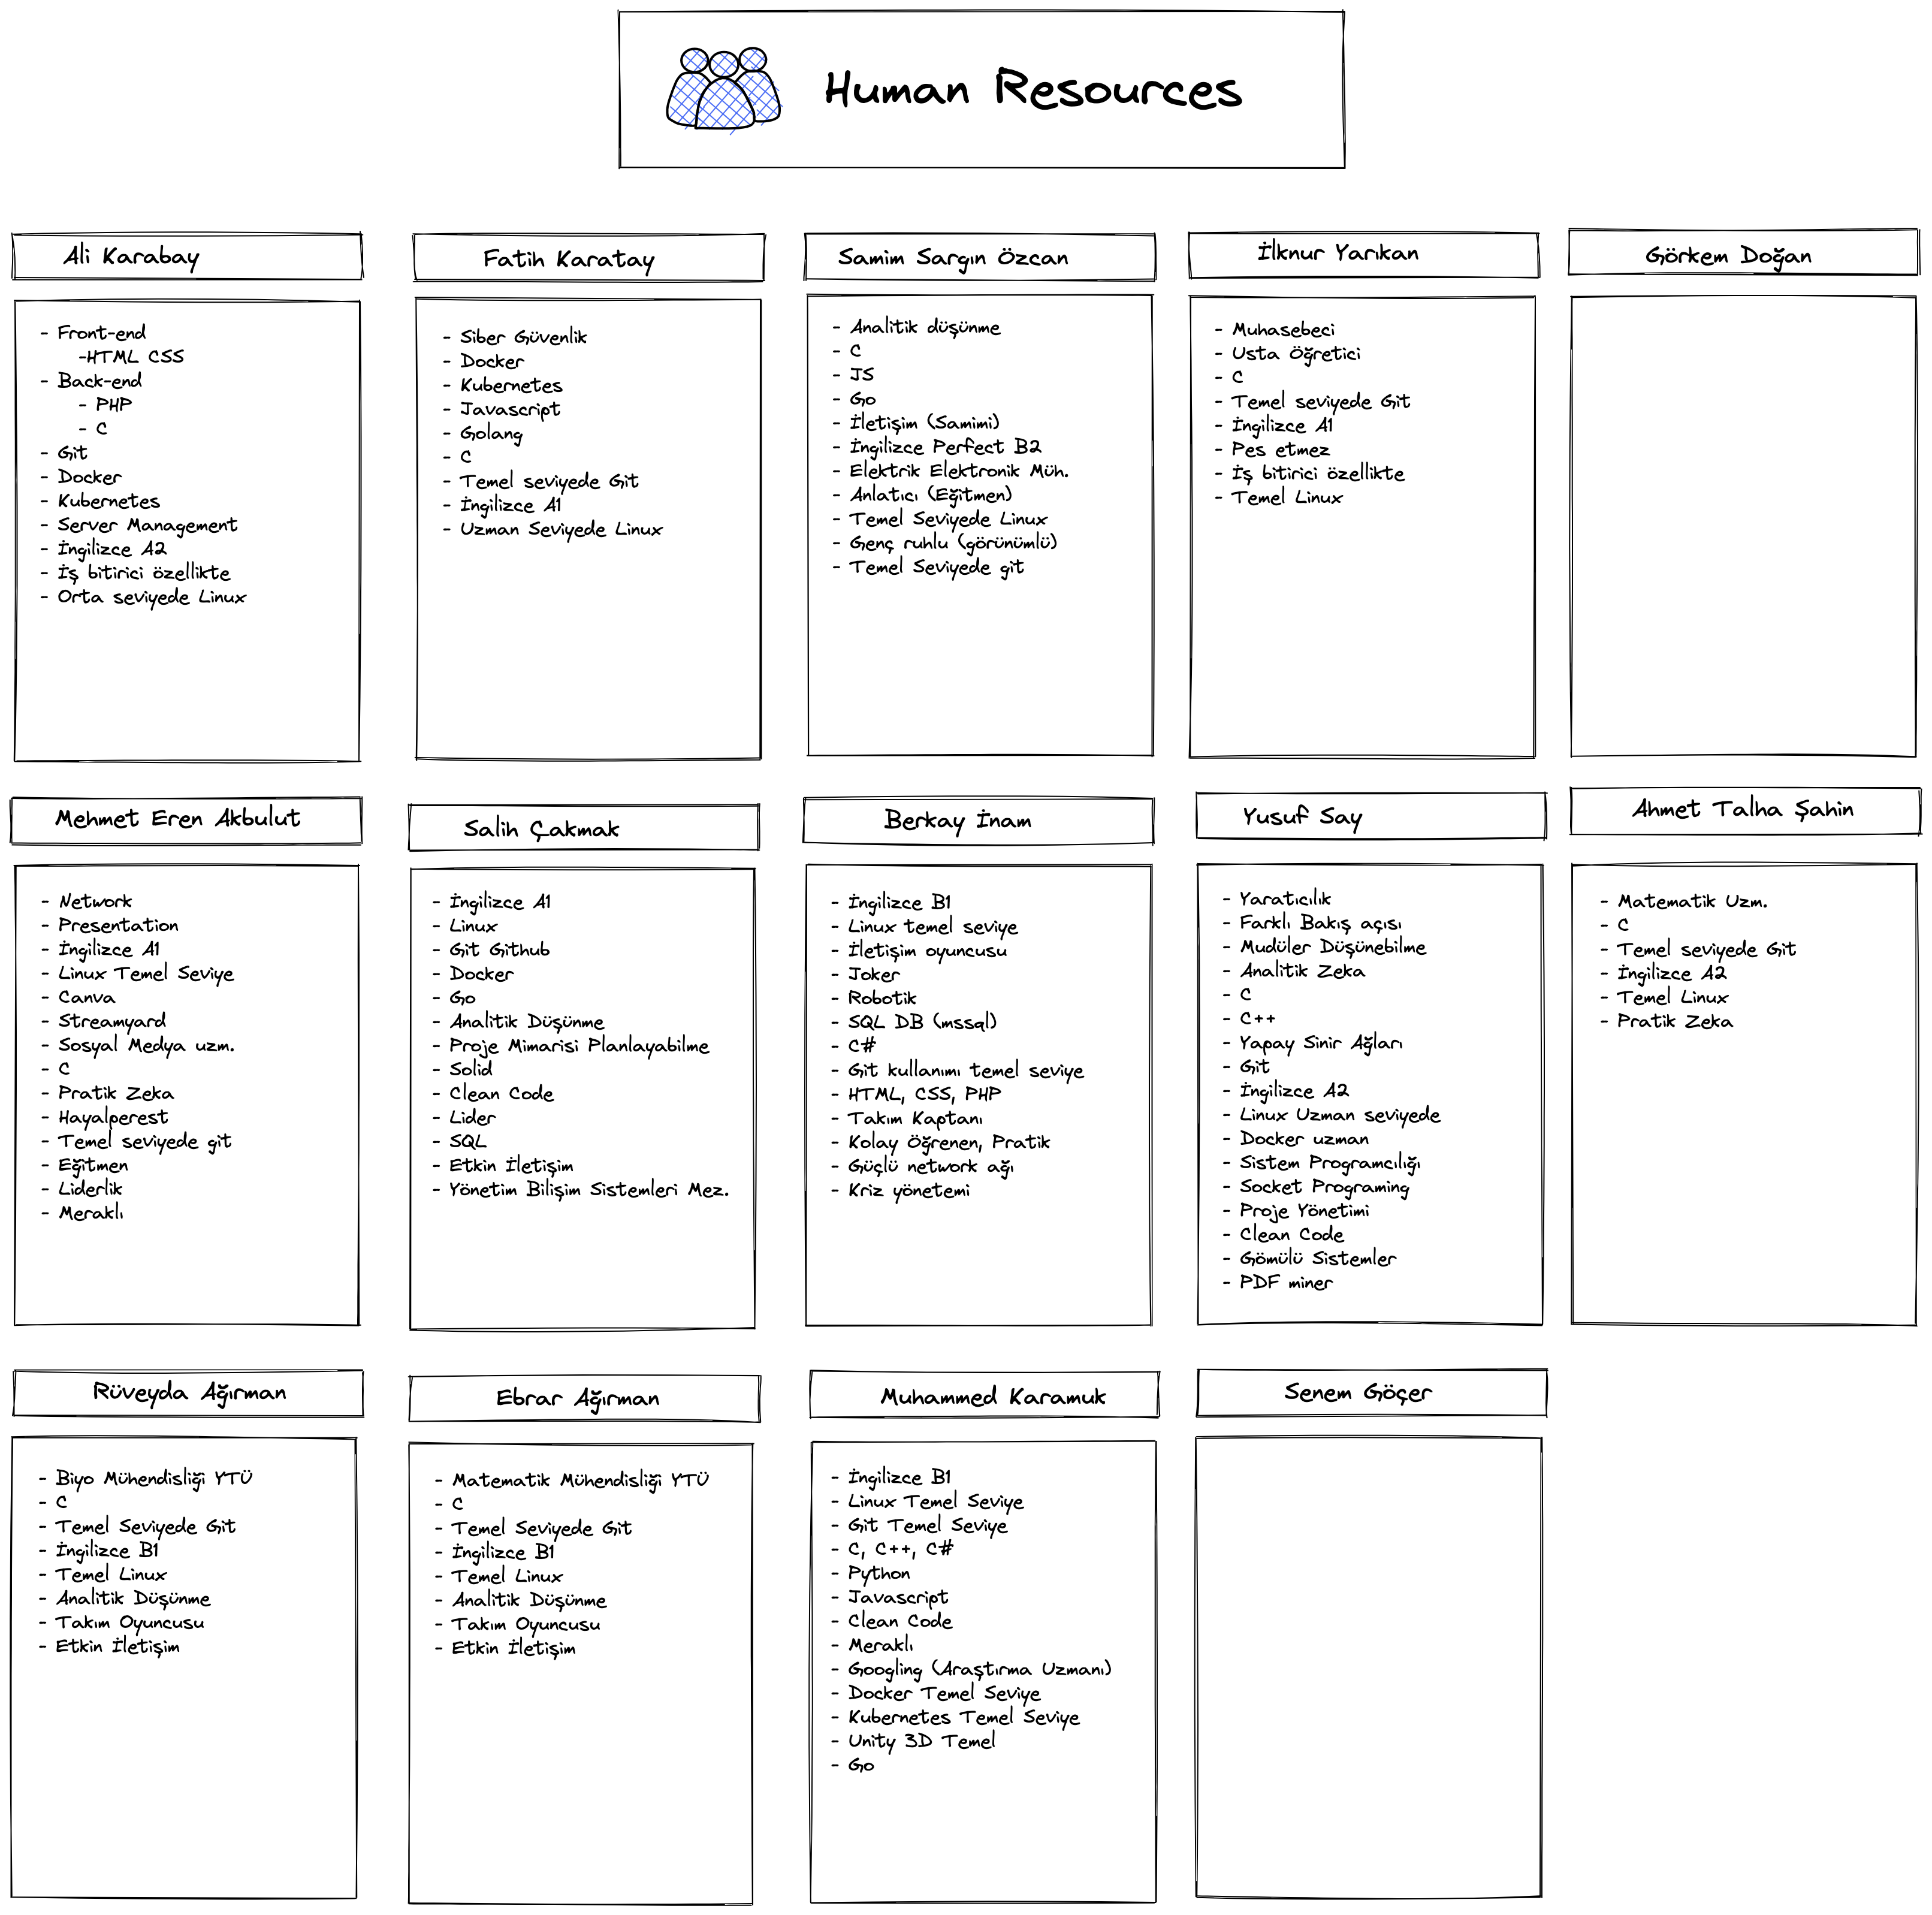 Human Resources
Ali Karabay
- Front-end
-HTML CSS
- Back-end
- PHP
- C
- Git
- Docker
- Kubernetes
- Server Management
- İngilizce A2
- İş bitirici özellikte
- Orta seviyede Linux
Fatih Karatay
- Siber Güvenlik
- Docker
- Kubernetes
- Javascript
- Golang
- C
- Temel seviyede Git
- İngilizce A1
- Uzman Seviyede Linux
Samim Sargın Özcan
- Analitik düşünme
- C
- JS
- Go
- İletişim (Samimi)
- İngilizce Perfect B2
- Elektrik Elektronik Müh.
- Anlatıcı (Eğitmen)
- Temel Seviyede Linux
- Genç ruhlu (görünümlü)
- Temel Seviyede git
İlknur Yarıkan
- Muhasebeci
- Usta Öğretici
- C
- Temel seviyede Git
- İngilizce A1
- Pes etmez
- İş bitirici özellikte
- Temel Linux
Görkem Doğan
Mehmet Eren Akbulut
- Network
- Presentation
- İngilizce A1
- Linux Temel Seviye
- Canva
- Streamyard
- Sosyal Medya uzm.
- C
- Pratik Zeka
- Hayalperest
- Temel seviyede git
- Eğitmen
- Liderlik
- Meraklı
Salih Çakmak
- İngilizce A1
- Linux
- Git Github
- Docker
- Go
- Analitik Düşünme
- Proje Mimarisi Planlayabilme
- Solid
- Clean Code
- Lider
- SQL
- Etkin İletişim
- Yönetim Bilişim Sistemleri Mez.
Berkay İnam
- İngilizce B1
- Linux temel seviye
- İletişim oyuncusu
- Joker
- Robotik
- SQL DB (mssql)
- C#
- Git kullanımı temel seviye
- HTML, CSS, PHP
- Takım Kaptanı
- Kolay Öğrenen, Pratik
- Güçlü network ağı
- Kriz yönetemi
Yusuf Say
- Yaratıcılık
- Farklı Bakış açısı
- Mudüler Düşünebilme
- Analitik Zeka
- C
- C++
- Yapay Sinir Ağları
- Git
- İngilizce A2
- Linux Uzman seviyede
- Docker uzman
- Sistem Programcılığı
- Socket Programing
- Proje Yönetimi
- Clean Code
- Gömülü Sistemler
- PDF miner
Ahmet Talha Şahin
- Matematik Uzm.
- C
- Temel seviyede Git
- İngilizce A2
- Temel Linux
- Pratik Zeka
Rüveyda Ağırman
- Biyo Mühendisliği YTÜ
- C
- Temel Seviyede Git
- İngilizce B1
- Temel Linux
- Analitik Düşünme
- Takım Oyuncusu
- Etkin İletişim
Ebrar Ağırman
- Matematik Mühendisliği YTÜ
- C
- Temel Seviyede Git
- İngilizce B1
- Temel Linux
- Analitik Düşünme
- Takım Oyuncusu
- Etkin İletişim
Muhammed Karamuk
- İngilizce B1
- Linux Temel Seviye
- Git Temel Seviye
- C, C++, C#
- Python
- Javascript
- Clean Code
- Meraklı
- Googling (Araştırma Uzmanı)
- Docker Temel Seviye
- Kubernetes Temel Seviye
- Unity 3D Temel
- Go
Senem Göçer